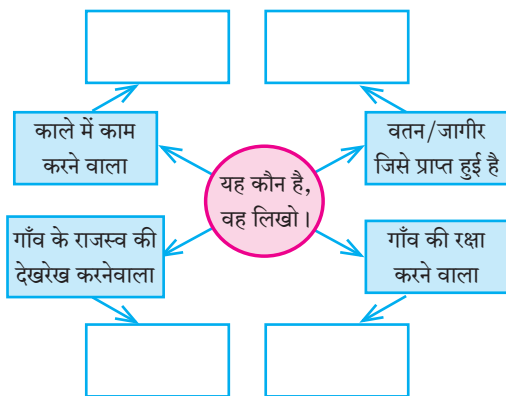 काले में काम
करने वाला
वतन/जागीर
जिसे प्राप्त हुई है
यह कौन है,
वह लिखो।
गाँव के राजस्व की
देखरेख करनेवाला
गाँव की रक्षा
करने वाला